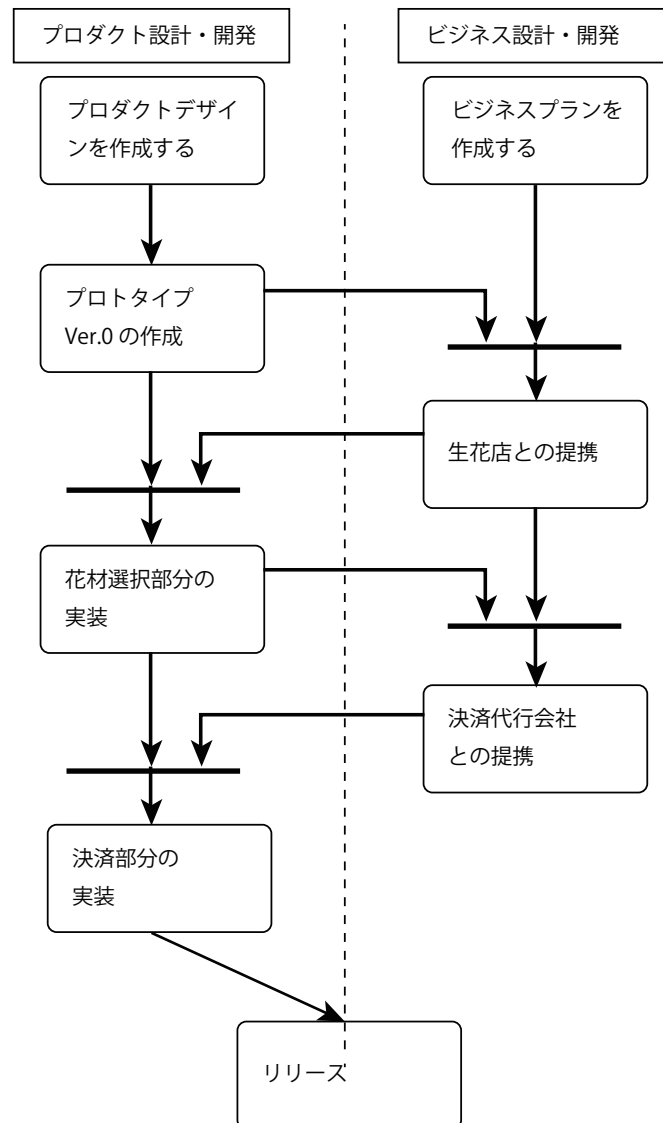 プロダクト設計・開発
ビジネス設計・開発
プロダクトデザイ
ンを作成する
ビジネスプランを
作成する
プロトタイプ
Ver.0 の作成
生花店との提携
花材選択部分の
実装
決済代行会社
との提携
決済部分の
実装
リリース